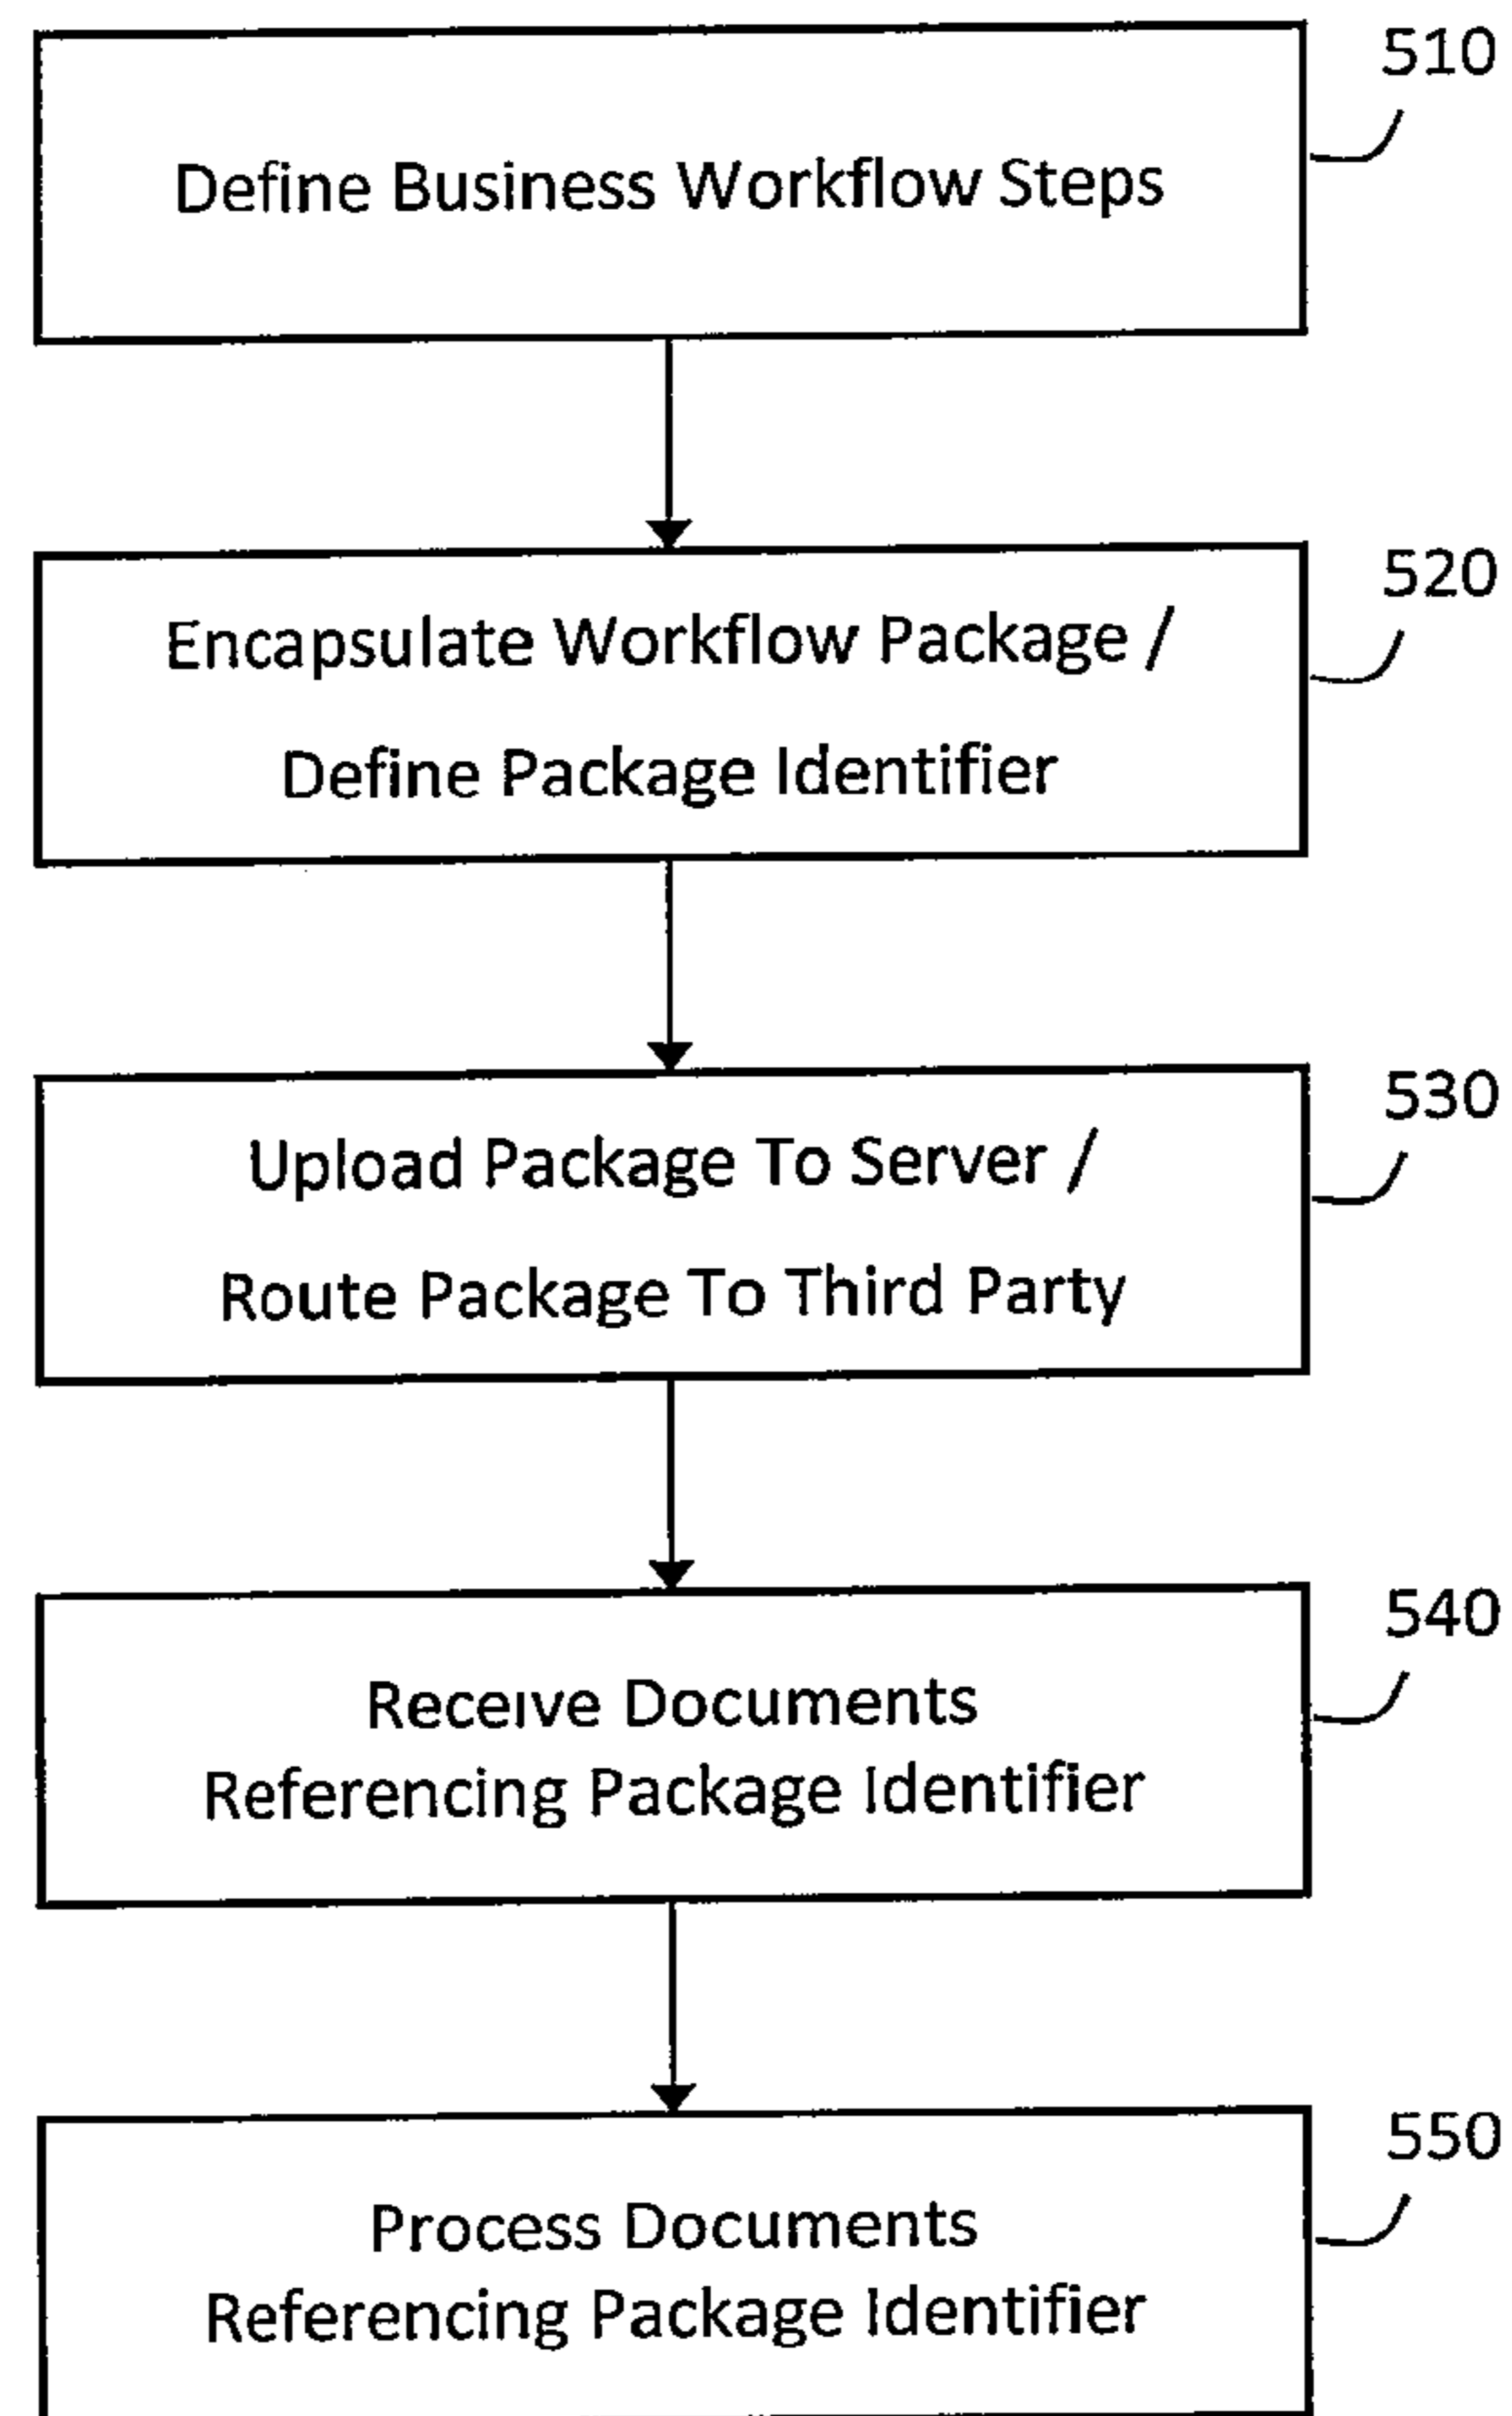 510
Define Business Workflow Steps
520
Encapsulate Workflow Package /
Define Package Identifier
530
Upload Package To Server /
Route Package To Third Party
540
Receive Documents
Referencing Package Identifier
550
Process Documents
Referencing Package Identifier